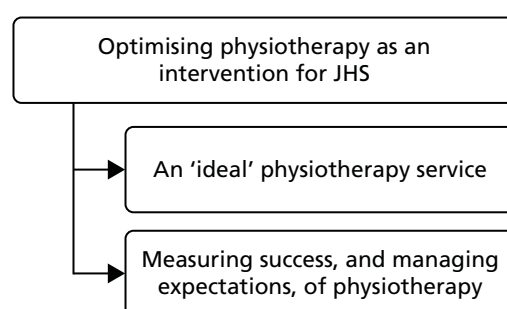 Optimising physiotherapy as an
intervention for JHS
An ‘ideal’ physiotherapy service
Measuring success, and managing
expectations, of physiotherapy